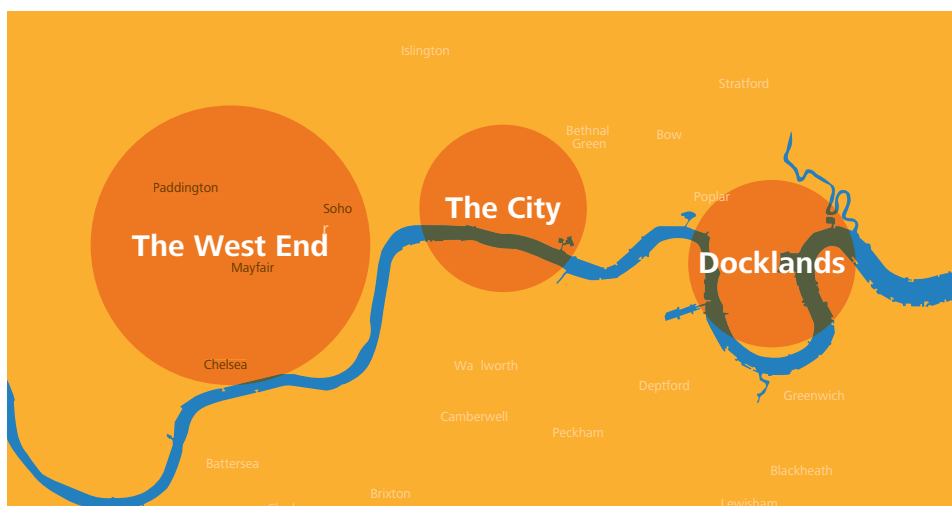 Islington
Stratford
Bethnal
Green
Bow
Paddington
Poplar
Soho
r
The City
The West End
Mayfair
Docklands
Chelsea
Wa lworth
Deptford
Greenwich
Camberwell
Peckham
Battersea
Blackheath
Brixton
Lewisham